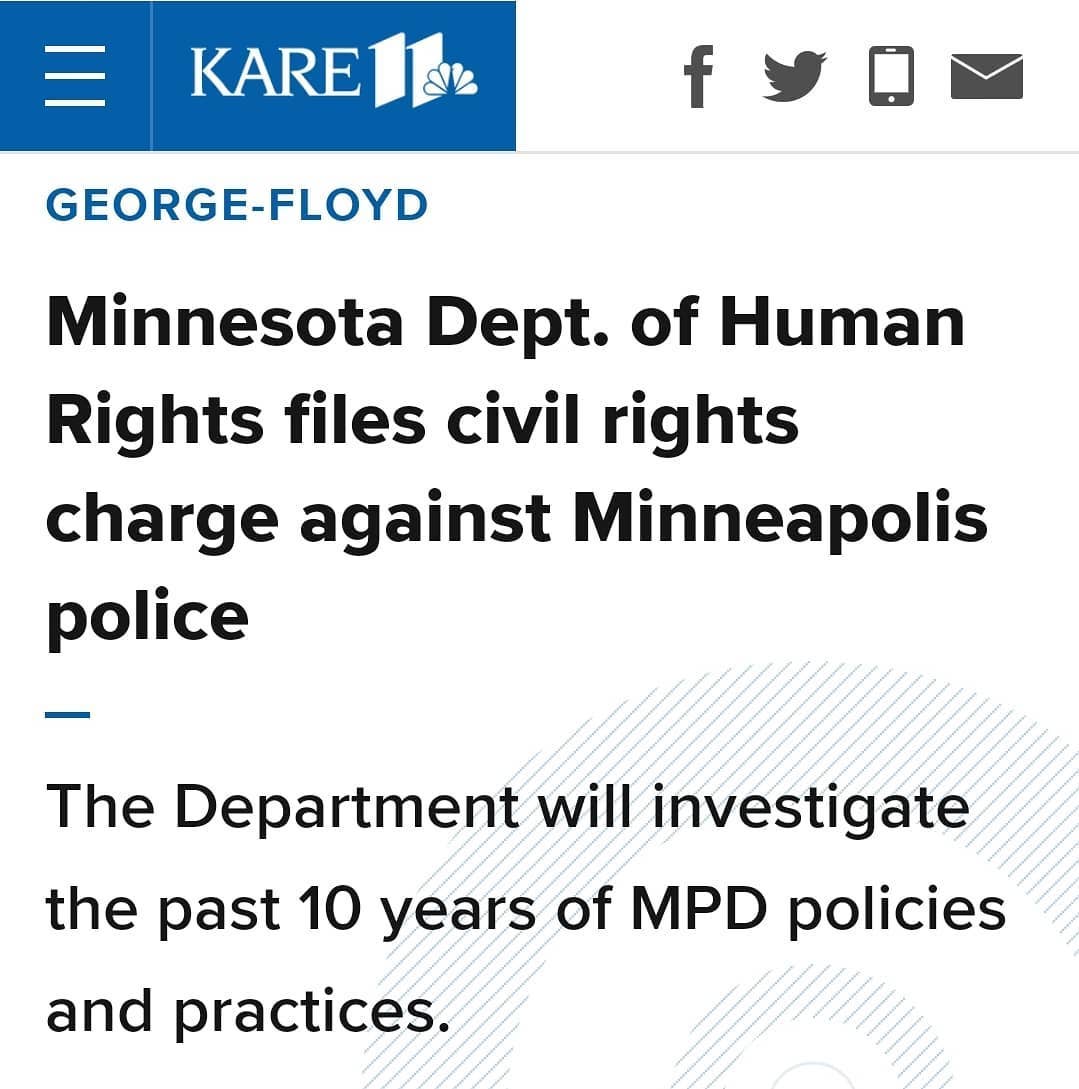 KARE 11
GEORGE-FLOYD
Minnesota Dept. of Human
Rights files civil rights
charge against Minneapolis
police
The Department will investigate
the past 10 years of MPD policies
and practices.